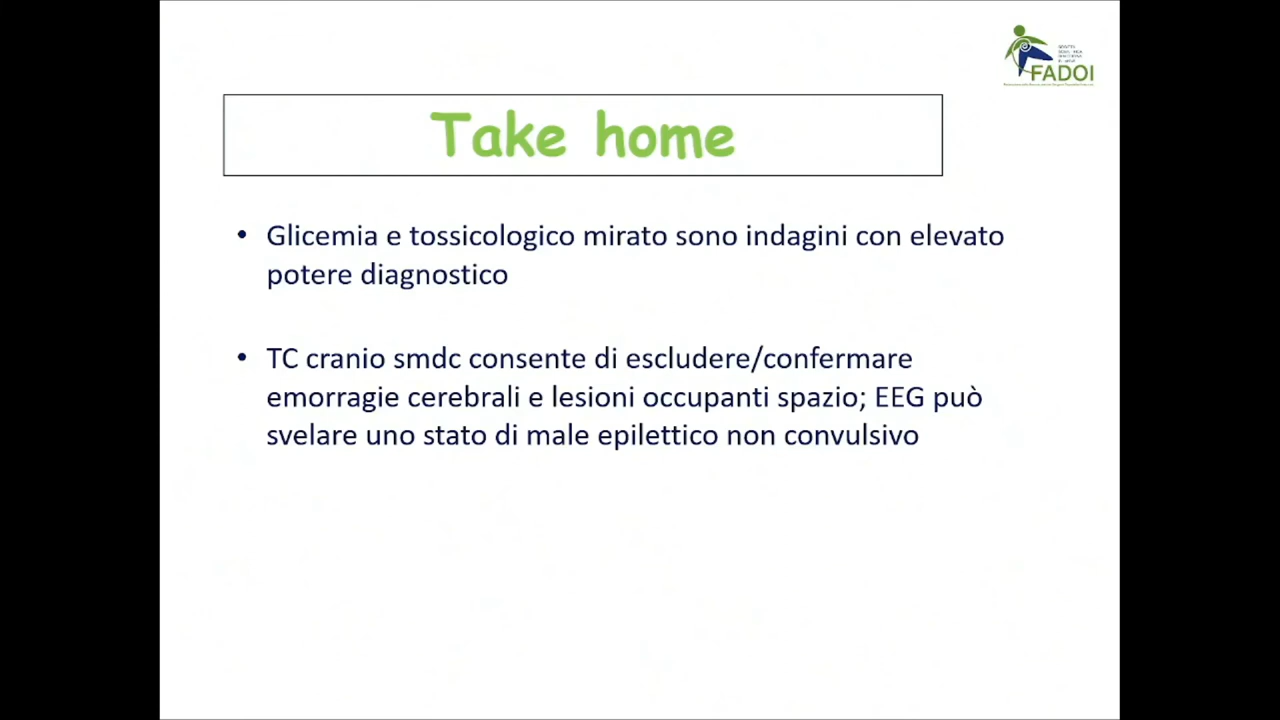 FADOI
Take home
• Glicemia e tossicologico mirato sono indagini con elevato
potere diagnostico
• TC cranio smdc consente di escludere/confermare
emorragie cerebrali e lesioni occupanti spazio; EEG può
svelare uno stato di male epilettico non convulsivo